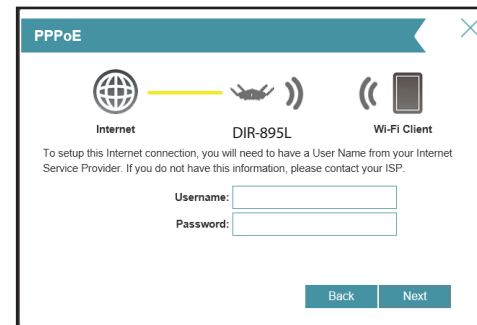 PPPoE
Internet
DIR-895L
Wi-Fi Client
To setup this Internet connection, you will need to have a User Name from your Internet
Service Provider. If you do not have this information, please contact your ISP.
Username:
Password:
Back
Next